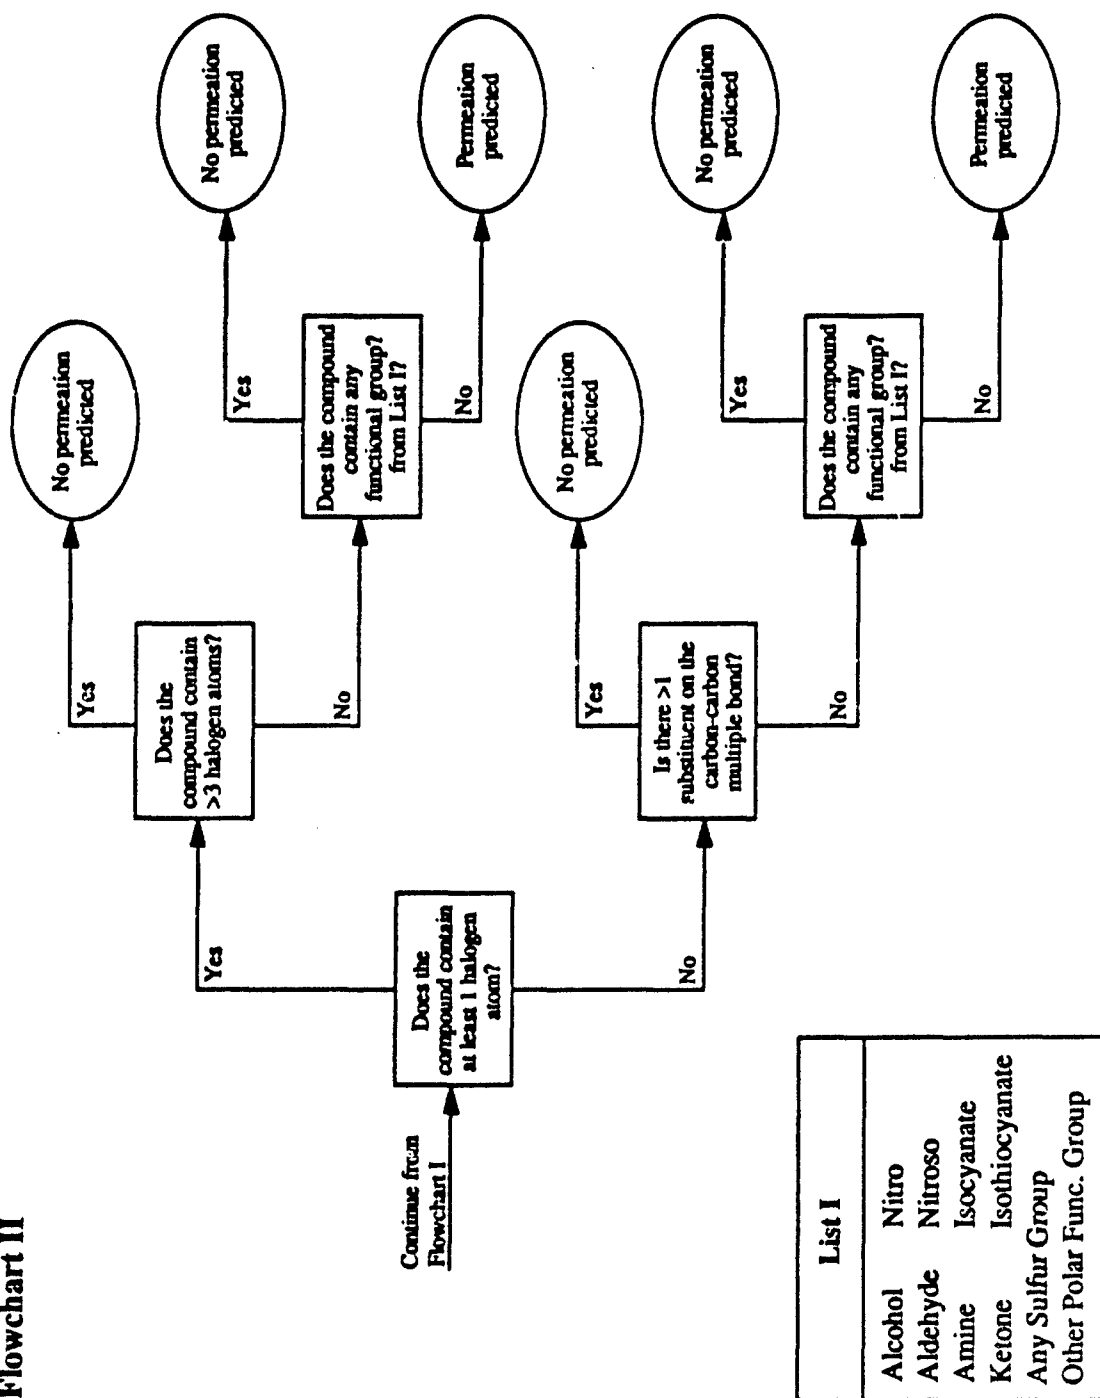 Flowchart II
Continue from
Flowchart I
Does the
compound contain
at least 1 halogen
atom?
Yes
No
Does the
compound contain
>3 halogen atoms?
Yes
No
No permeation
predicted
Does the compound
contain any
functional group?
from List I?
Yes
No
No permeation
predicted
Permeation
predicted
Is there >1
substituent on the
carbon-carbon
multiple bond?
Yes
No
No permeation
predicted
Does the compound
contain any
functional group?
from List I?
Yes
No
No permeation
predicted
Permeation
predicted
List I
Alcohol Nitro
Aldehyde Nitroso
Amine Isocyanate
Ketone Isothiocyanate
Any Sulfur Group
Other Polar Func. Group